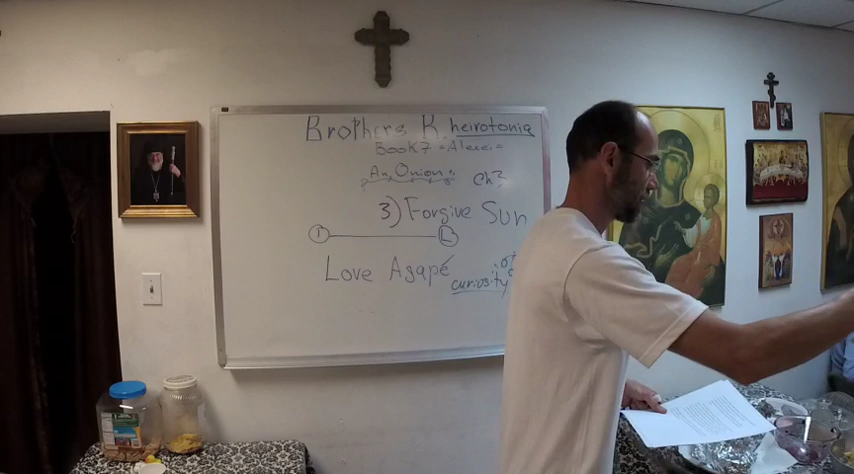 Brothers K. heirotonia
Book 7 = Alexei =
"An Onion" Ch3
3) Forgive Sun
I L
Love Agapé
curiosity